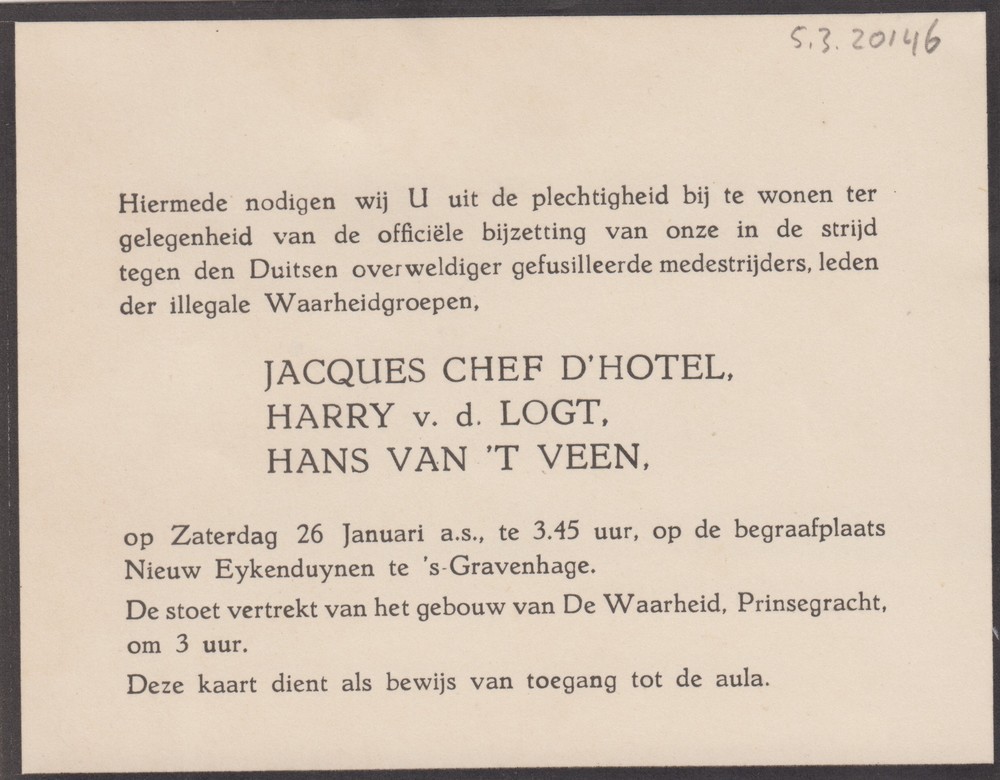 5.3.20146
Hiermede nodigen wij U uit de plechtigheid bij te wonen ter
gelegenheid van de officiële bijzetting van onze in de strijd
tegen den Duitsen overweldiger gefusilleerde medestrijders, leden
der illegale Waarheidgroepen,
JACQUES CHEF D'HOTEL,
HARRY v. d. LOGT,
HANS VAN 'T VEEN,
op Zaterdag 26 Januari a.s., te 3.45 uur, op de begraafplaats
Nieuw Eykenduynen te 's-Gravenhage.
De stoet vertrekt van het gebouw van De Waarheid, Prinsegracht,
om 3 uur.
Deze kaart dient als bewijs van toegang tot de aula.